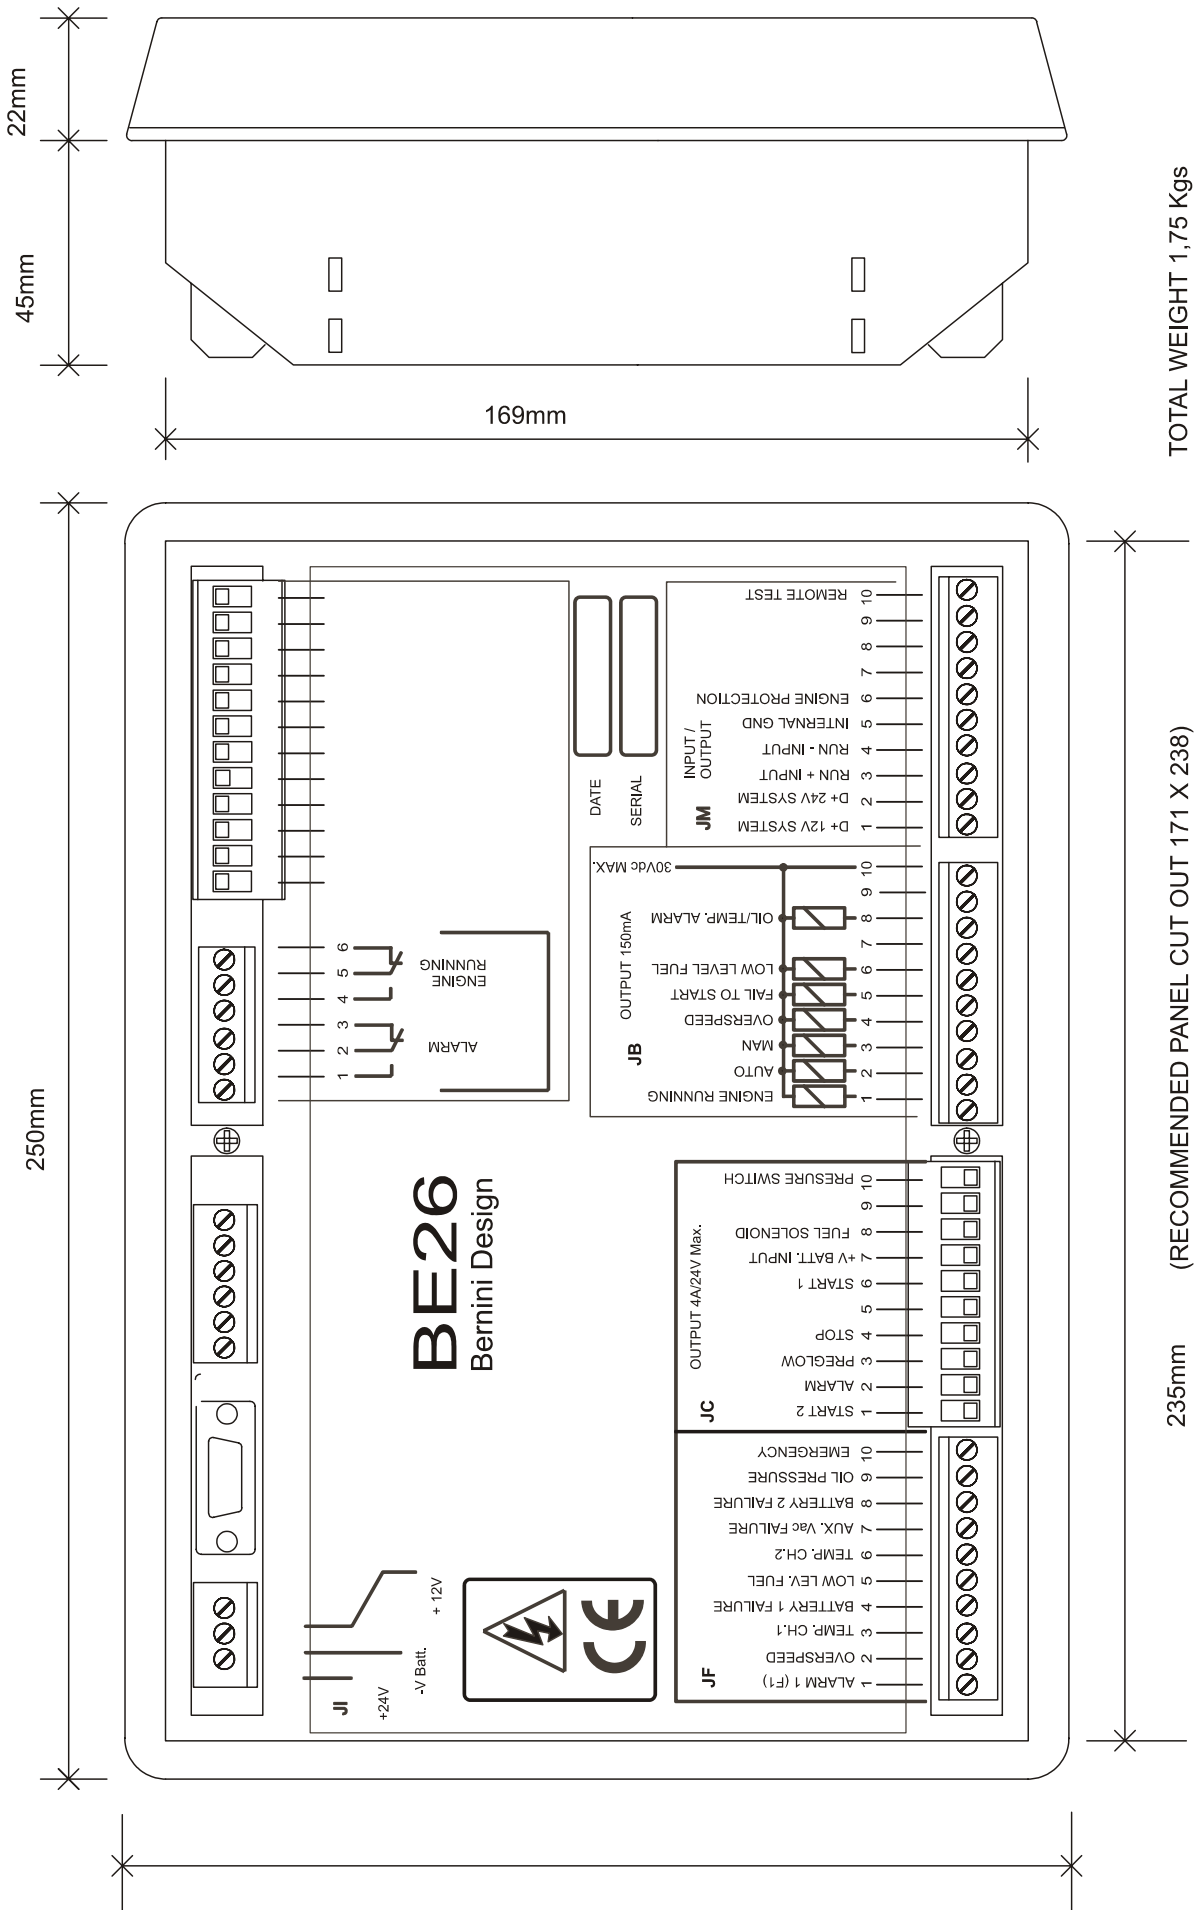 22mm
45mm
169mm
TOTAL WEIGHT 1,75 Kgs
250mm
235mm
(RECOMMENDED PANEL CUT OUT 171 X 238)
DATE
SERIAL
JM
INPUT /
OUTPUT
10 REMOTE TEST
9
8
7
6 ENGINE PROTECTION
5 INTERNAL GND
4 RUN - INPUT
3 RUN + INPUT
2 D+ 24V SYSTEM
1 D+ 12V SYSTEM
JB
OUTPUT 150mA
10 30Vdc MAX.
9
8 OIL/TEMP. ALARM
7
6 LOW LEVEL FUEL
5 FAIL TO START
4 OVERSPEED
3 MAN
2 AUTO
1 ENGINE RUNNING
6
5
4
ENGINE
RUNNING
3
2
1
ALARM
BE26
Bernini Design
JC
OUTPUT 4A/24V Max.
10 PRESURE SWITCH
9
8 FUEL SOLENOID
7 +V BATT. INPUT
6 START 1
5
4 STOP
3 PREGLOW
2 ALARM
1 START 2
JF
10 EMERGENCY
9 OIL PRESSURE
8 BATTERY 2 FAILURE
7 AUX. Vac FAILURE
6 TEMP. CH.2
5 LOW LEV. FUEL
4 BATTERY 1 FAILURE
3 TEMP. CH.1
2 OVERSPEED
1 ALARM 1 (F1)
JI
+24V
-V Batt.
+ 12V
CE